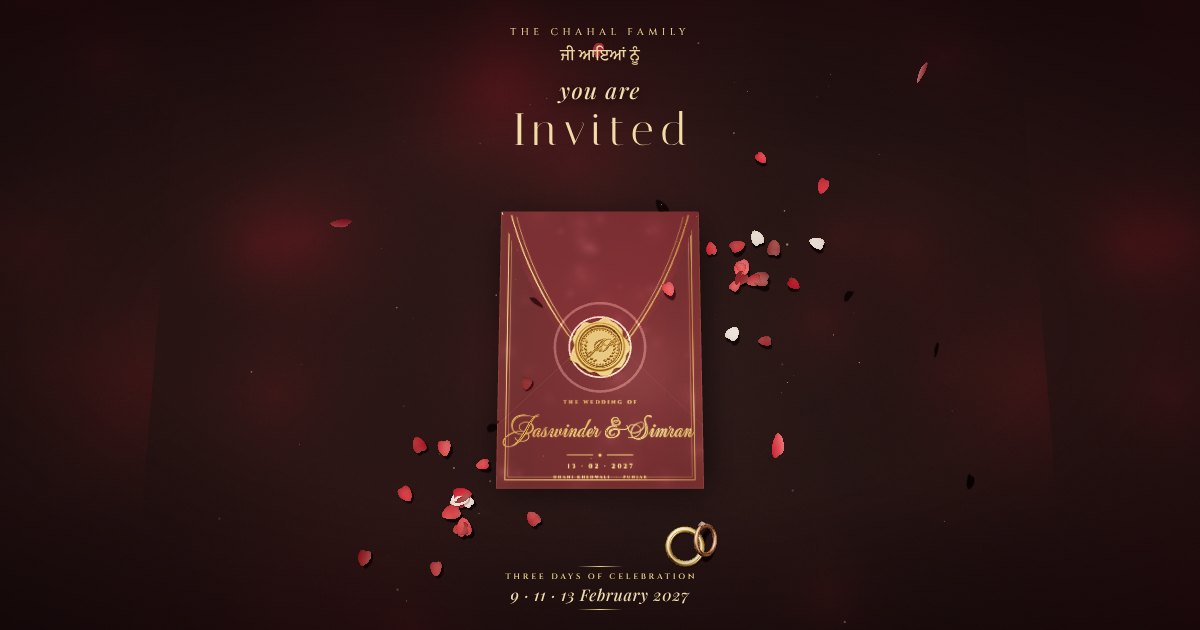 THE CHAHAL FAMILY
ਜੀ ਆਇਆਂ ਨੂੰ
you are
Invited
THE WEDDING OF
Jaswinder & Simran
13 · 02 · 2027
PUNJAB
THREE DAYS OF CELEBRATION
9 · 11 · 13 February 2027